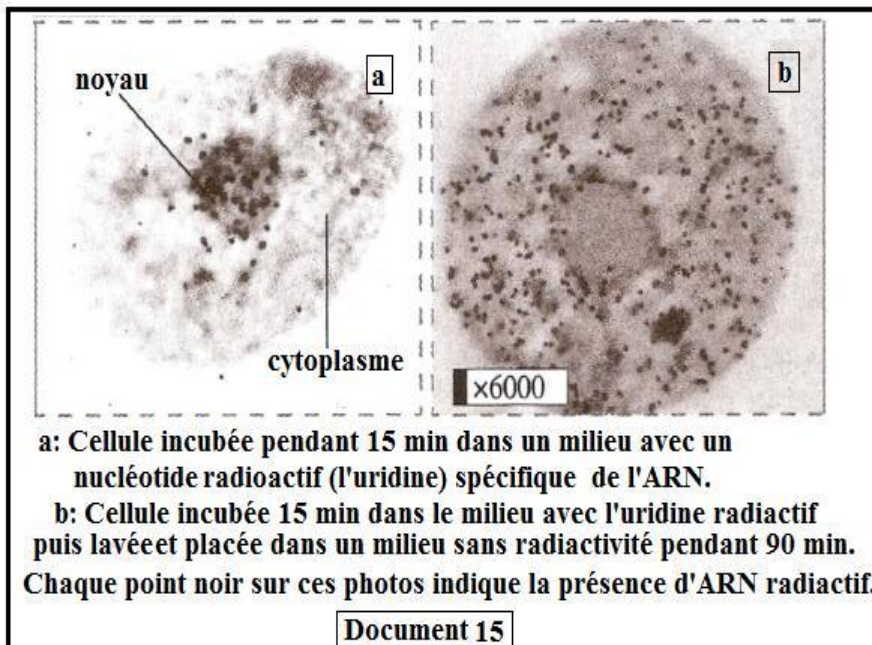 noyau
a
b
cytoplasme
×6000
a: Cellule incubée pendant 15 min dans un milieu avec un
nucléotide radioactif (l'uridine) spécifique de l'ARN.
b: Cellule incubée 15 min dans le milieu avec l'uridine radiactif
puis lavéeet placée dans un milieu sans radiactivité pendant 90 min.
Chaque point noir sur ces photos indique la présence d'ARN radiactif.
Document 15